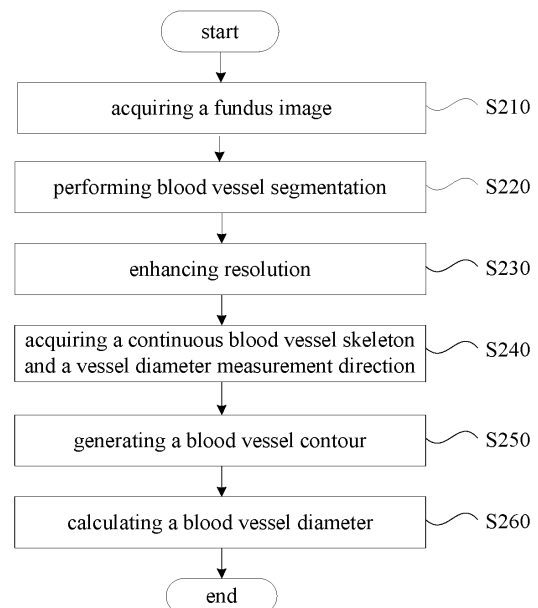 start
acquiring a fundus image
S210
performing blood vessel segmentation
S220
enhancing resolution
S230
acquiring a continuous blood vessel skeleton
and a vessel diameter measurement direction
S240
generating a blood vessel contour
S250
calculating a blood vessel diameter
S260
end